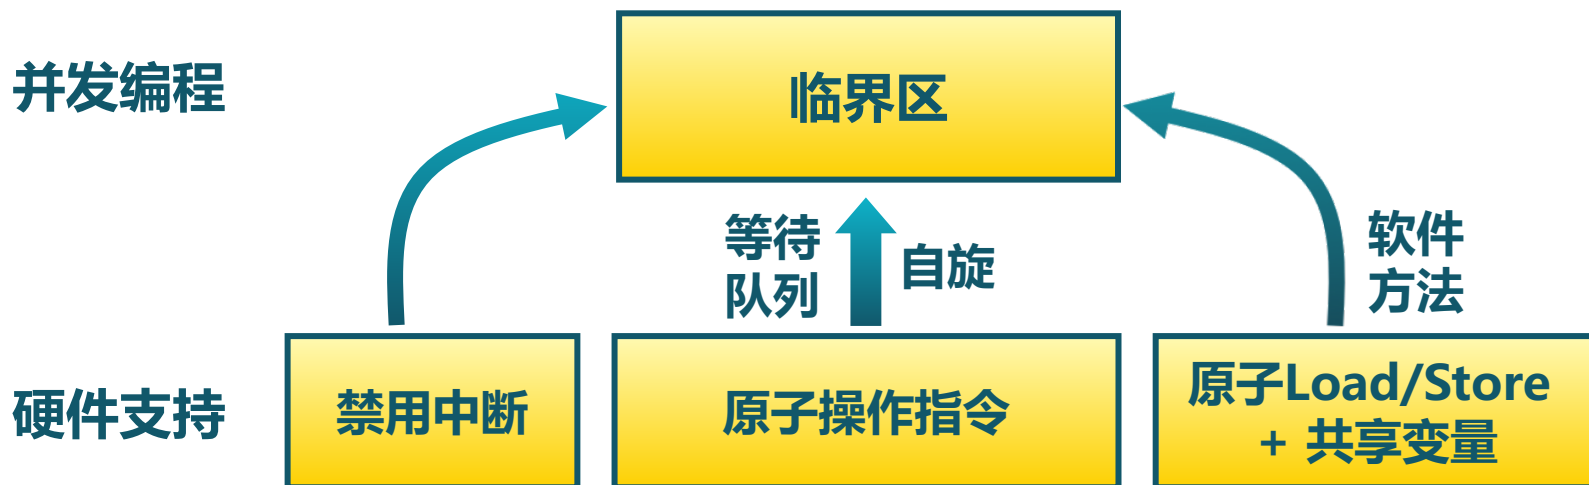 并发编程
临界区
等待
队列
自旋
软件
方法
硬件支持
禁用中断
原子操作指令
原子Load/Store
+ 共享变量